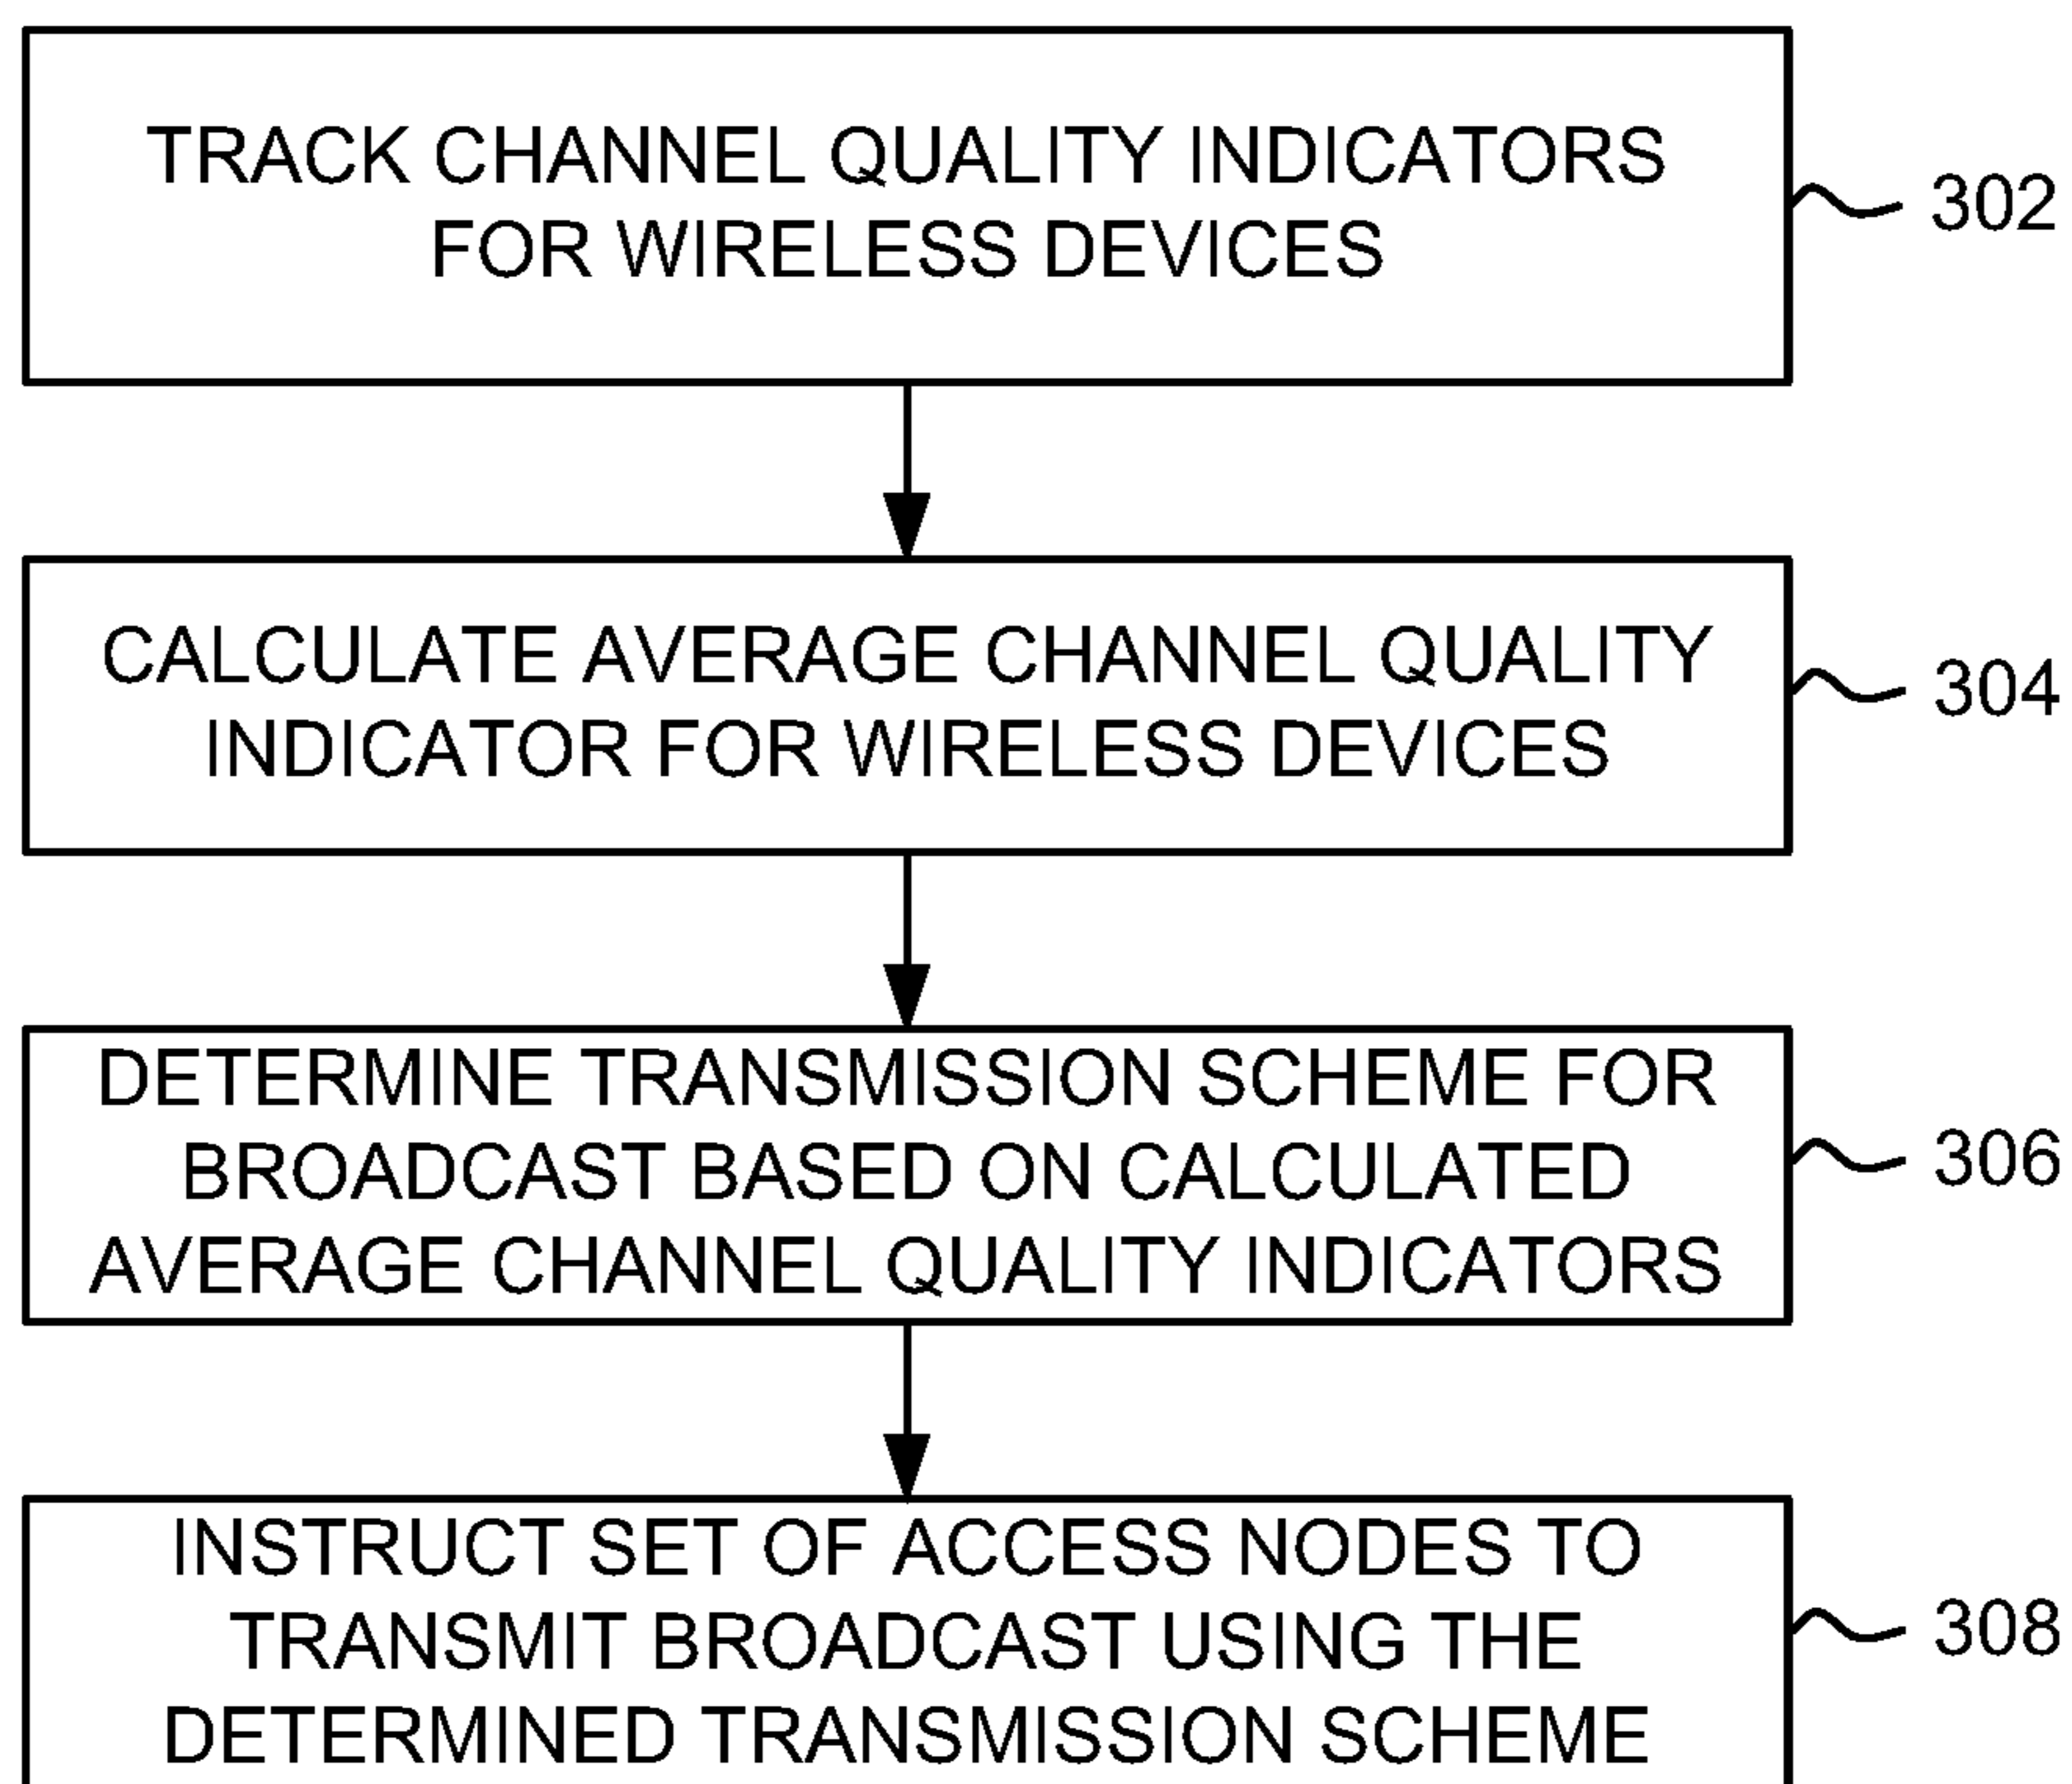 TRACK CHANNEL QUALITY INDICATORS
FOR WIRELESS DEVICES
302
CALCULATE AVERAGE CHANNEL QUALITY
INDICATOR FOR WIRELESS DEVICES
304
DETERMINE TRANSMISSION SCHEME FOR
BROADCAST BASED ON CALCULATED
AVERAGE CHANNEL QUALITY INDICATORS
306
INSTRUCT SET OF ACCESS NODES TO
TRANSMIT BROADCAST USING THE
DETERMINED TRANSMISSION SCHEME
308